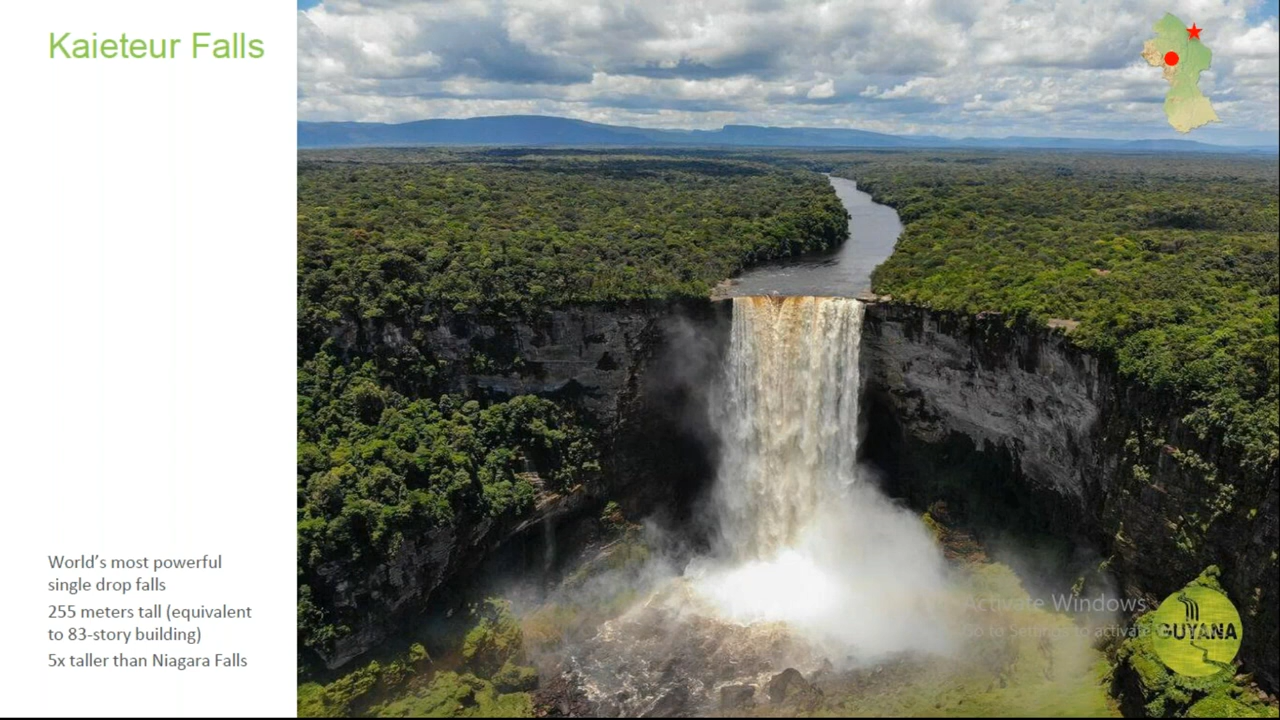 Kaieteur Falls
World’s most powerful
single drop falls
255 meters tall (equivalent
to 83-story building)
5x taller than Niagara Falls
Activate Windows
Go to Settings to activate
GUYANA